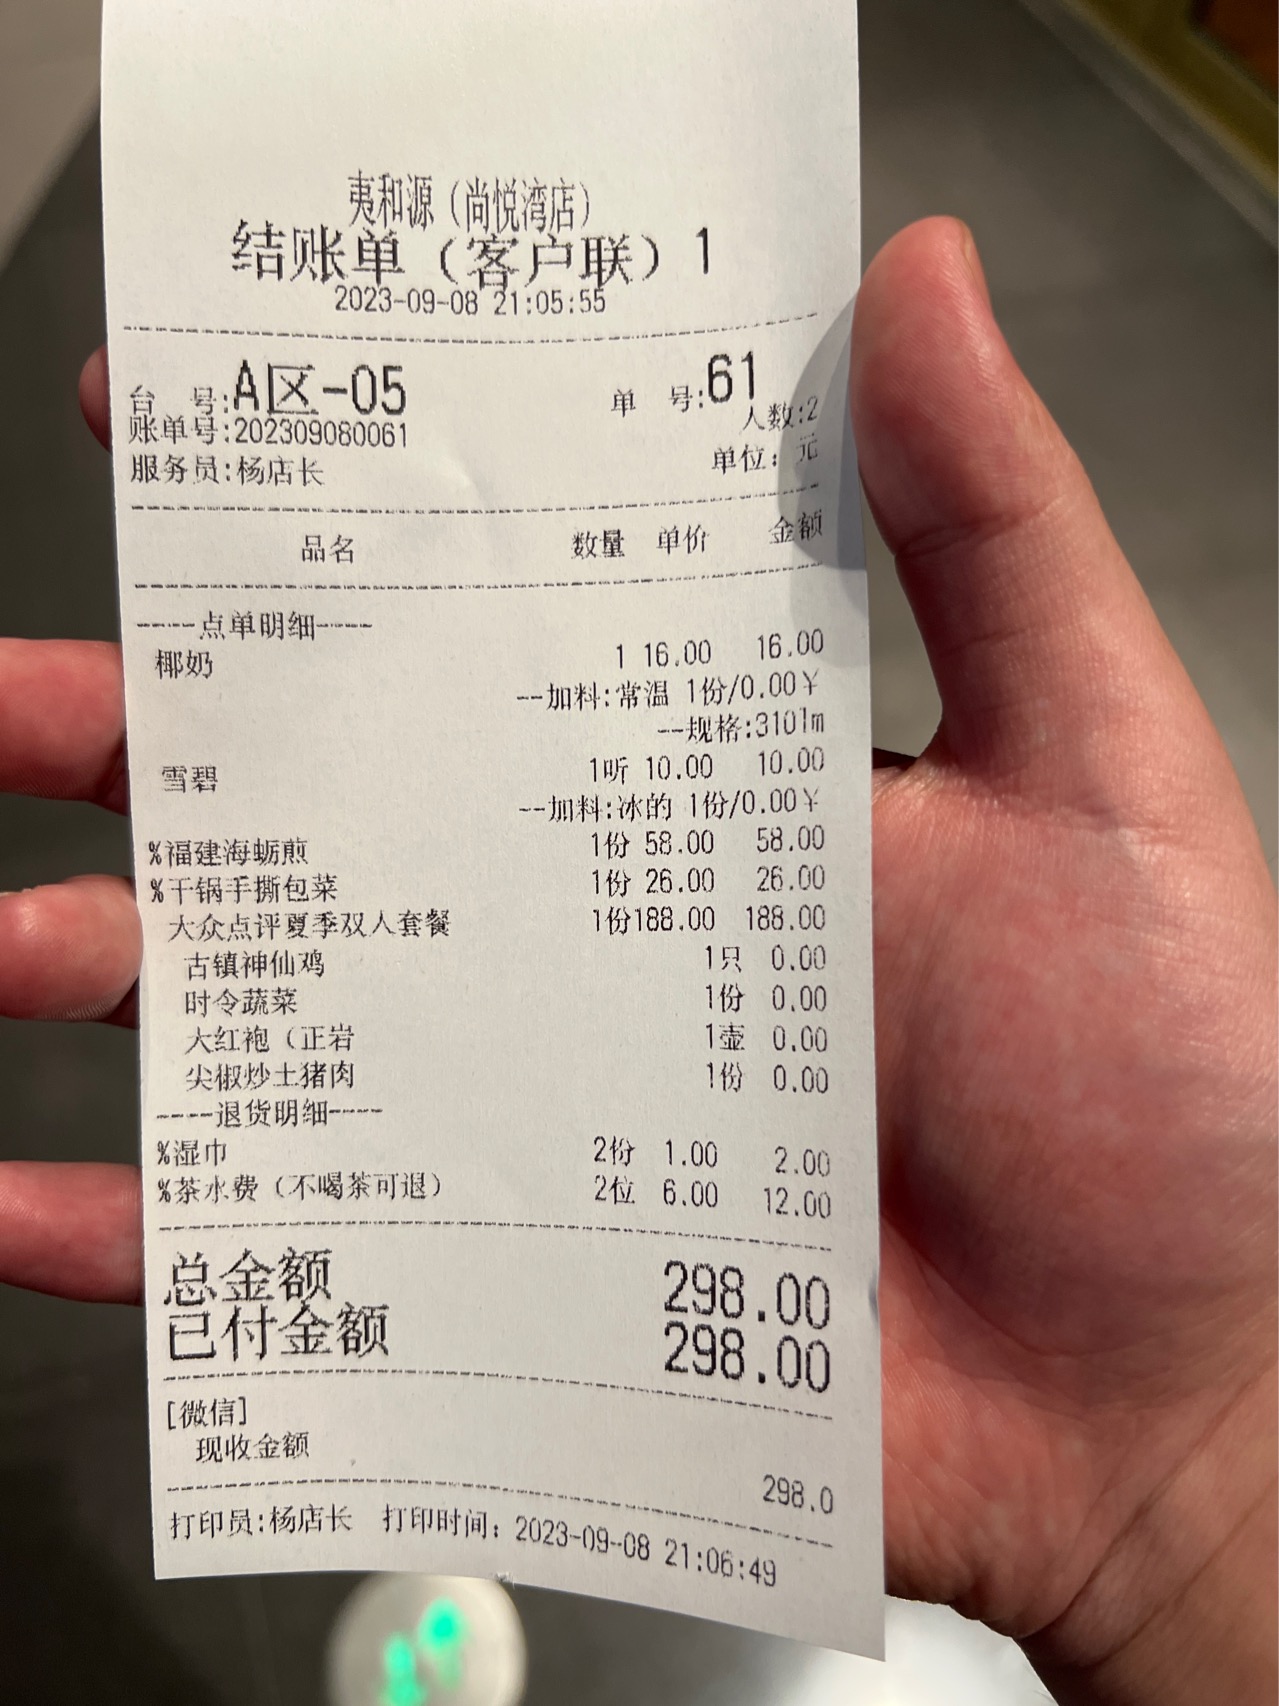 夷和源（尚悦湾店）
结账单（客户联）1
2023-09-08 21:05:55
台 号:A区-05 单 号:61
人数:2
账单号:202309080061
服务员:杨店长 单位: 元
品名 数量 单价 金额
----点单明细----
椰奶 1 16.00 16.00
--加料:常温 1份/0.00¥
--规格:310lm
雪碧 1听 10.00 10.00
--加料:冰的 1份/0.00¥
%福建海蛎煎 1份 58.00 58.00
%干锅手撕包菜 1份 26.00 26.00
大众点评夏季双人套餐 1份188.00 188.00
古镇神仙鸡 1只 0.00
时令蔬菜 1份 0.00
大红袍（正岩 1壶 0.00
尖椒炒土猪肉 1份 0.00
----退货明细----
%湿巾 2份 1.00 2.00
%茶水费（不喝茶可退） 2位 6.00 12.00
总金额 298.00
已付金额 298.00
[微信]
现收金额
298.0
打印员:杨店长 打印时间: 2023-09-08 21:06:49